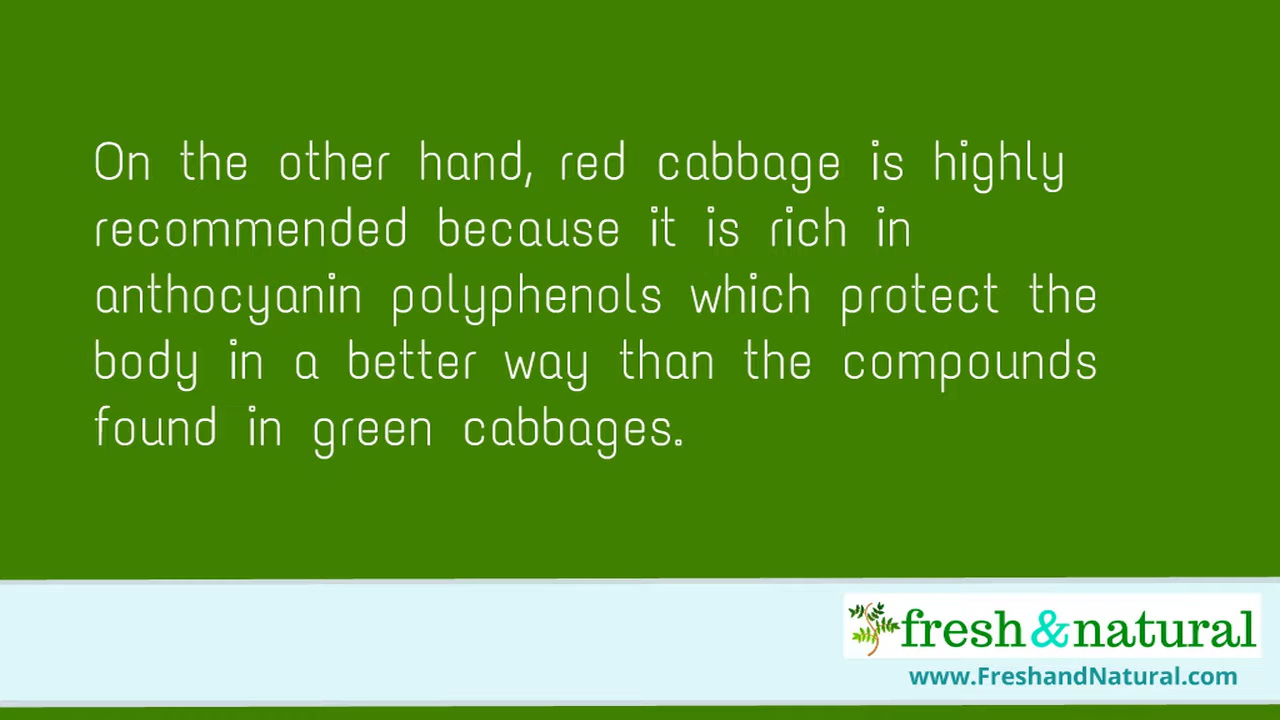 On the other hand, red cabbage is highly
recommended because it is rich in
anthocyanin polyphenols which protect the
body in a better way than the compounds
found in green cabbages.
fresh&natural
www.FreshandNatural.com